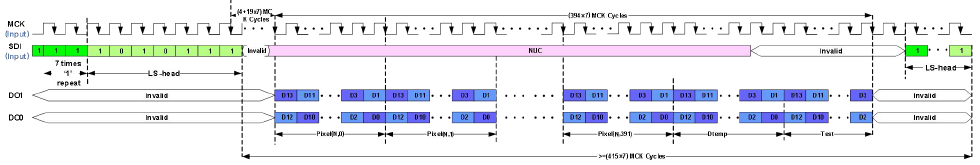 (4+19x7) MC
K Cycles
(394x7) MCK Cycles
MCK
(Input)
SDI
(Input)
1 1 1 1 0 1 0 1 1 1 Invalid NUC Invalid 1 1
7 times
'1'
repeat
LS-head
LS-head
DO1
Invalid D13 D11 D3 D1 D13 D11 D3 D1 D13 D11 D3 D1 D13 D11 D3 D1 D13 D11 D3 Invalid
DO0
Invalid D12 D10 D2 D0 D12 D10 D2 D0 D12 D10 D2 D0 D12 D10 D2 D0 D12 D10 D2 Invalid
Pixel(N,0) Pixel(N,1) Pixel(N,391) Dtemp Test
>=(415x7) MCK Cycles